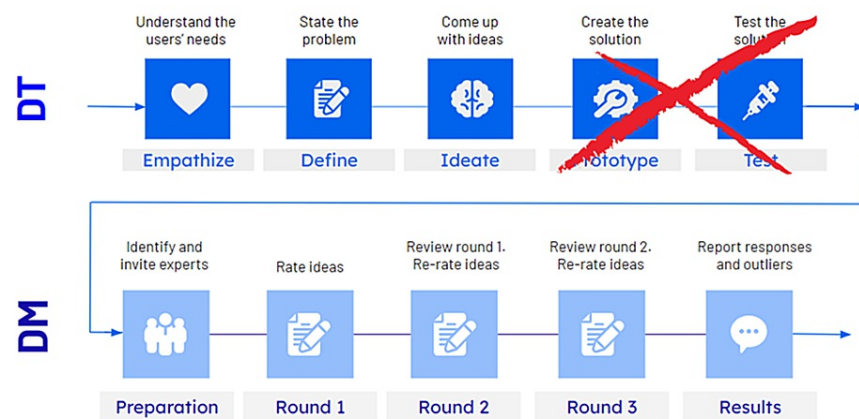 Understand the
users' needs
State the
problem
Come up
with ideas
Create the
solution
Test the
solution
DT
Empathize
Define
Ideate
Prototype
Test
Identify and
invite experts
Rate ideas
Review round 1.
Re-rate ideas
Review round 2.
Re-rate ideas
Report responses
and outliers
DM
Preparation
Round 1
Round 2
Round 3
Results